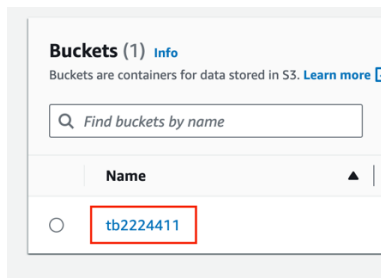 Buckets (1) Info
Buckets are containers for data stored in S3. Learn more
Find buckets by name
Name
tb2224411